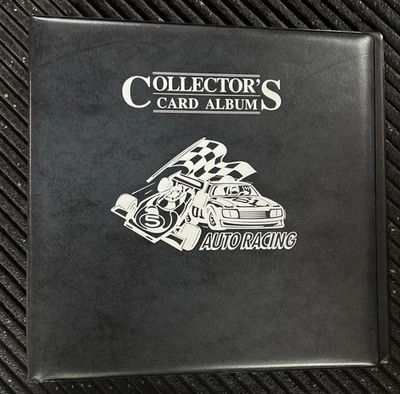 COLLECTOR'S
CARD ALBUM
S
AUTO RACING